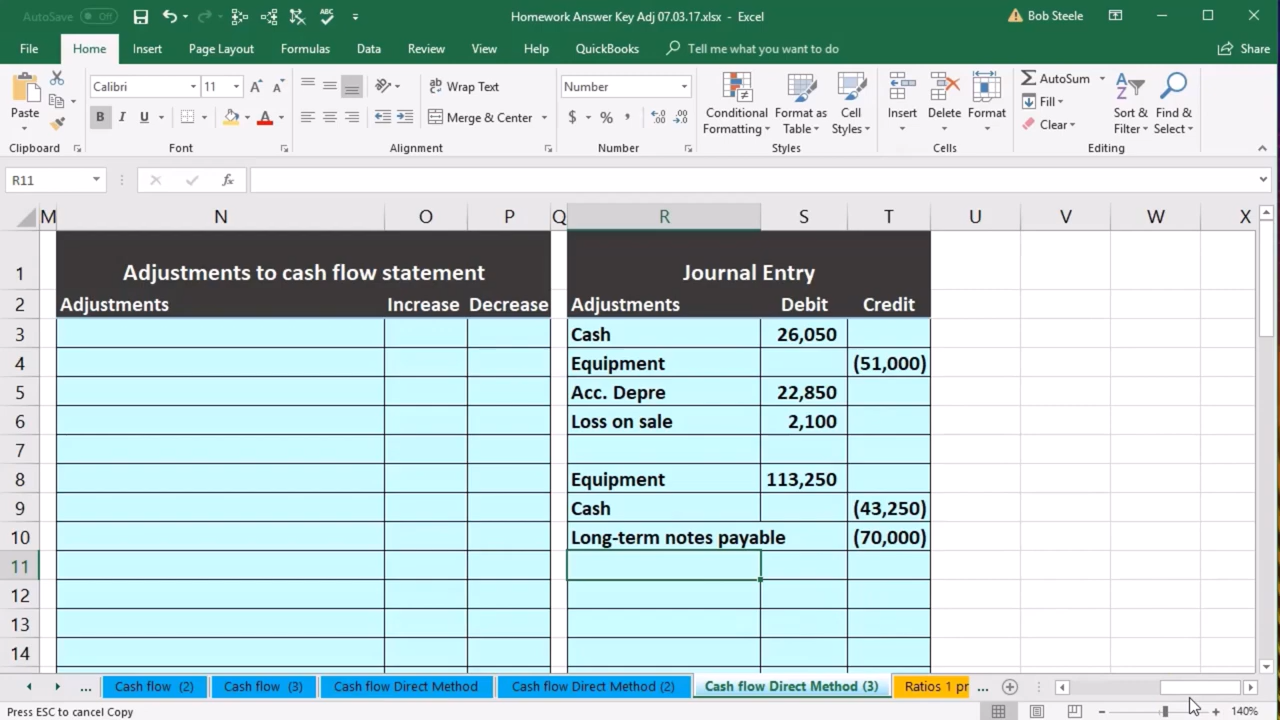 AutoSave Off Homework Answer Key Adj 07.03.17.xlsx - Excel Bob Steele
File Home Insert Page Layout Formulas Data Review View Help QuickBooks Tell me what you want to do Share
Paste Calibri 11 A A Wrap Text Number Conditional Formatting Format as Table Cell Styles Insert Delete Format AutoSum Sort & Filter Find & Select
B I U A Merge & Center $ % , Fill
Clear
Clipboard Font Alignment Number Styles Cells Editing
R11 fx
M N O P Q R S T U V W X
1 Adjustments to cash flow statement Journal Entry
2 Adjustments Increase Decrease Adjustments Debit Credit
3 Cash 26,050
4 Equipment (51,000)
5 Acc. Depre 22,850
6 Loss on sale 2,100
7
8 Equipment 113,250
9 Cash (43,250)
10 Long-term notes payable (70,000)
11
12
13
14
... Cash flow (2) Cash flow (3) Cash flow Direct Method Cash flow Direct Method (2) Cash flow Direct Method (3) Ratios 1 pr ...
Press ESC to cancel Copy 140%